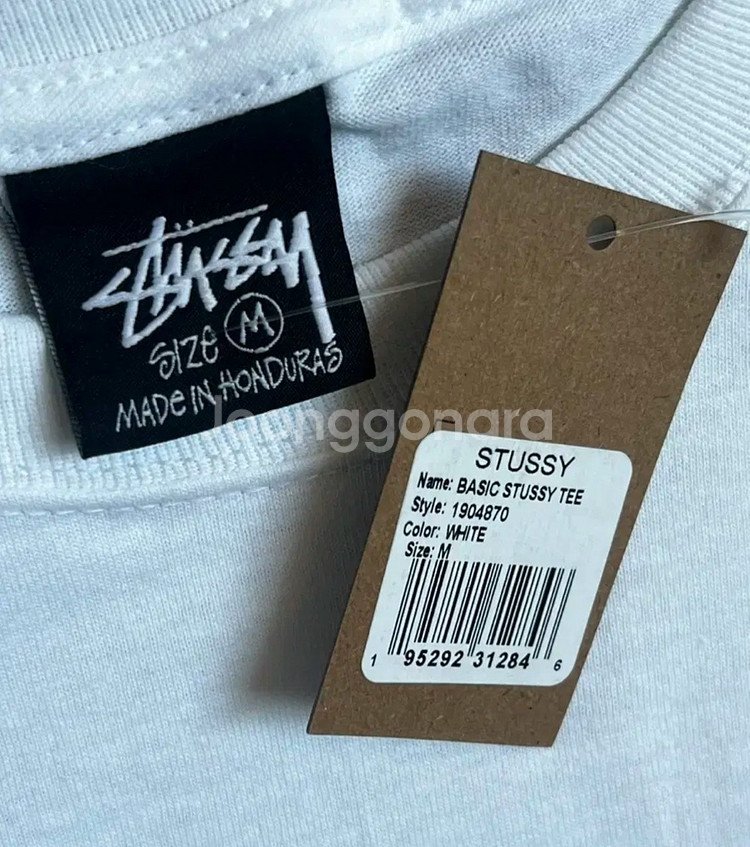 STÜSSY
SIZE M
MADE IN HONDURAS
Joonggonara
STUSSY
Name: BASIC STUSSY TEE
Style: 1904870
Color: WHITE
Size: M
1 95292 31284 6